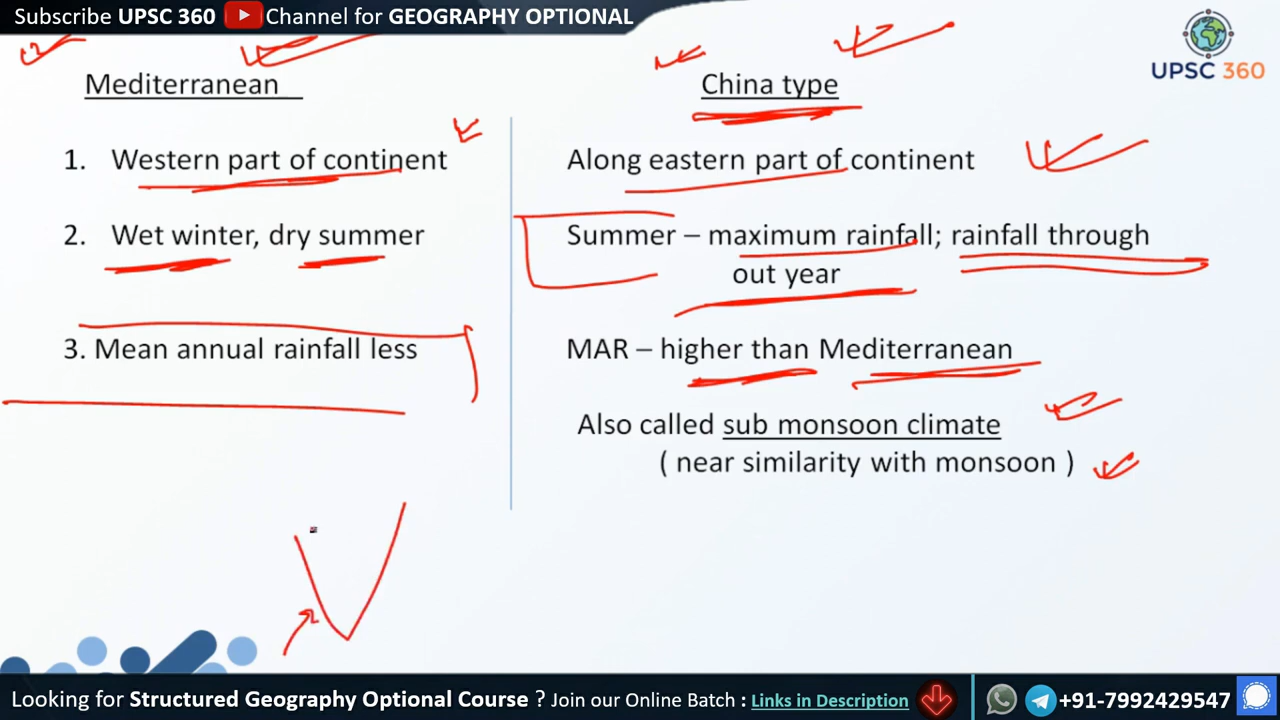 Subscribe UPSC 360 Channel for GEOGRAPHY OPTIONAL
UPSC 360
Mediterranean
1. Western part of continent
2. Wet winter, dry summer
3. Mean annual rainfall less
China type
Along eastern part of continent
Summer – maximum rainfall; rainfall through
out year
MAR – higher than Mediterranean
Also called sub monsoon climate
( near similarity with monsoon )
Looking for Structured Geography Optional Course ? Join our Online Batch : Links in Description
+91-7992429547